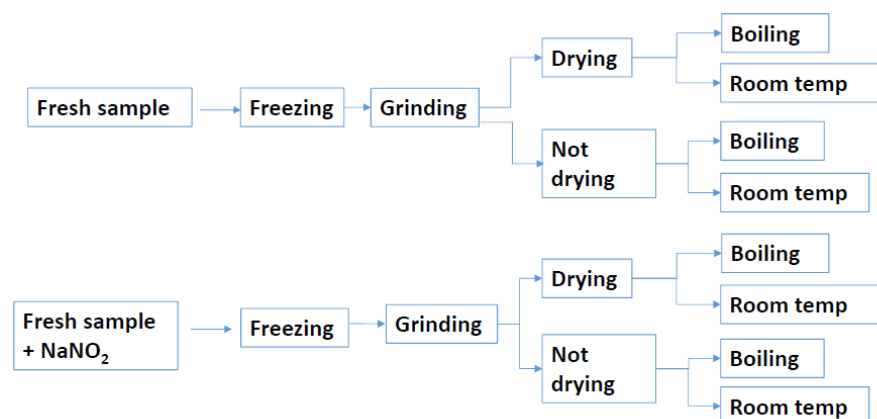 Fresh sample
Freezing
Grinding
Drying
Boiling
Room temp
Not
drying
Boiling
Room temp
Fresh sample
+ NaNO₂
Freezing
Grinding
Drying
Boiling
Room temp
Not
drying
Boiling
Room temp